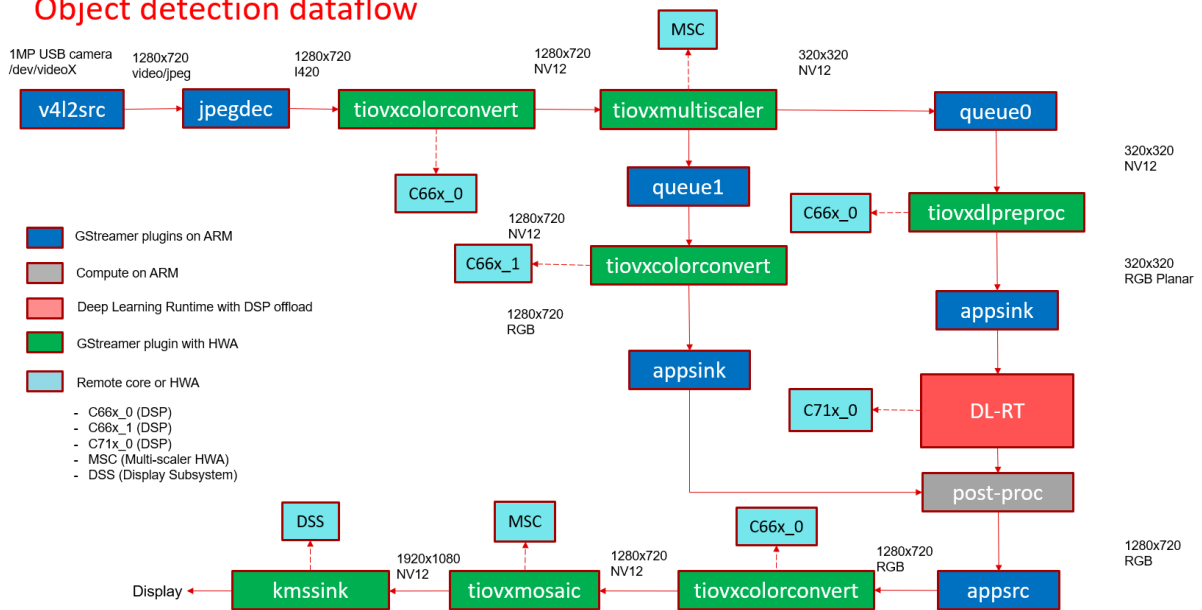 Object detection dataflow
1MP USB camera
/dev/videoX
1280x720
video/jpeg
1280x720
I420
1280x720
NV12
MSC
320x320
NV12
v4l2src
jpegdec
tiovxcolorconvert
tiovxmultiscaler
queue0
C66x_0
queue1
320x320
NV12
C66x_0
tiovxdlpreproc
1280x720
NV12
C66x_1
tiovxcolorconvert
320x320
RGB Planar
1280x720
RGB
appsink
appsink
GStreamer plugins on ARM
Compute on ARM
Deep Learning Runtime with DSP offload
GStreamer plugin with HWA
Remote core or HWA
- C66x_0 (DSP)
- C66x_1 (DSP)
- C71x_0 (DSP)
- MSC (Multi-scaler HWA)
- DSS (Display Subsystem)
C71x_0
DL-RT
post-proc
DSS
MSC
C66x_0
1280x720
RGB
1920x1080
NV12
1280x720
NV12
1280x720
RGB
Display
kmssink
tiovxmosaic
tiovxcolorconvert
appsrc